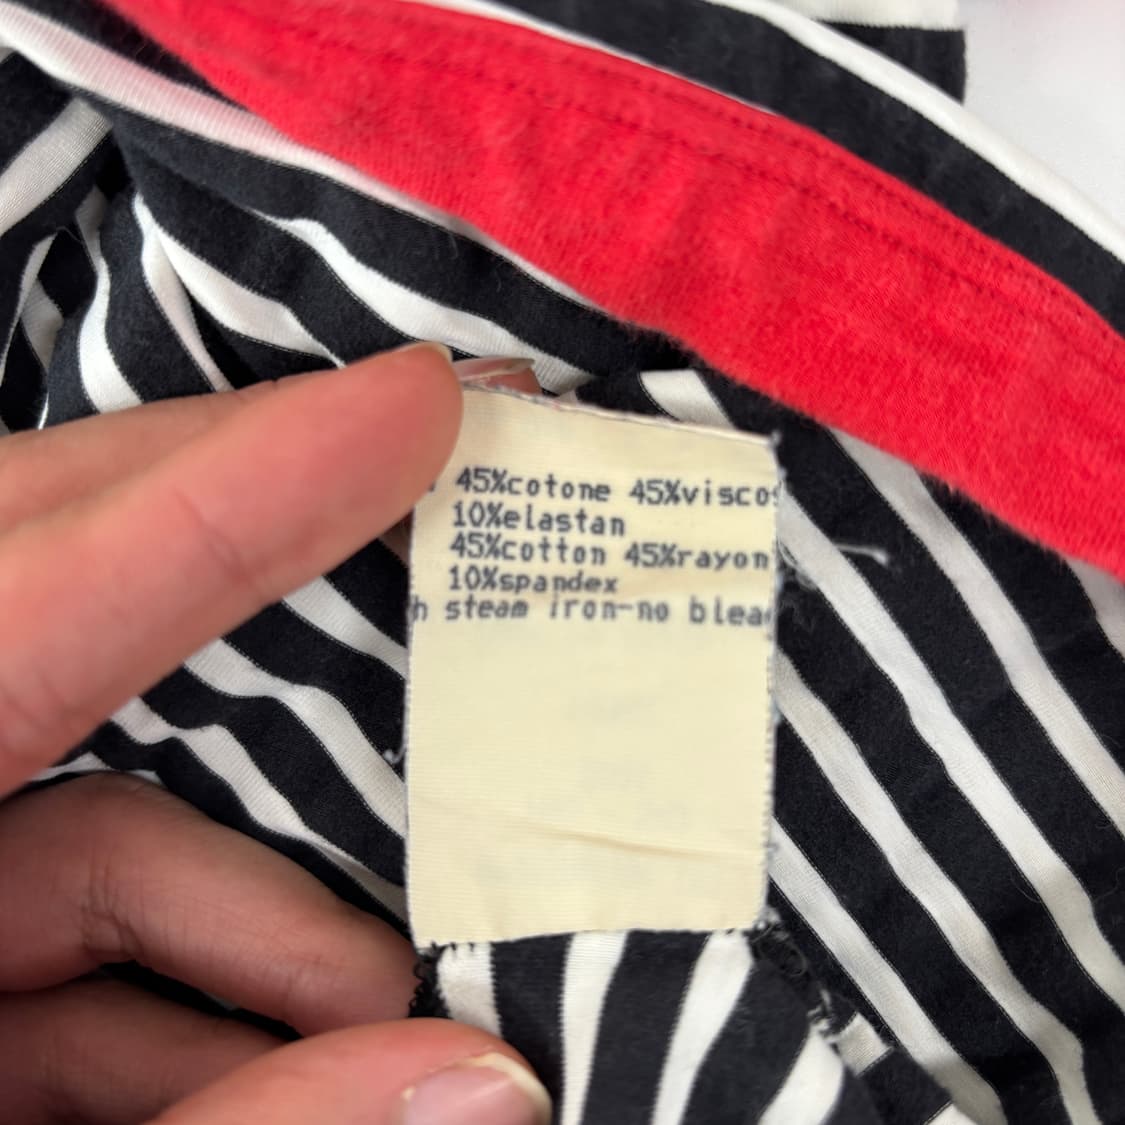 45%cotone 45%viscos
10%elastan
45%cotton 45%rayon
10%spandex
h steam iron-no blea